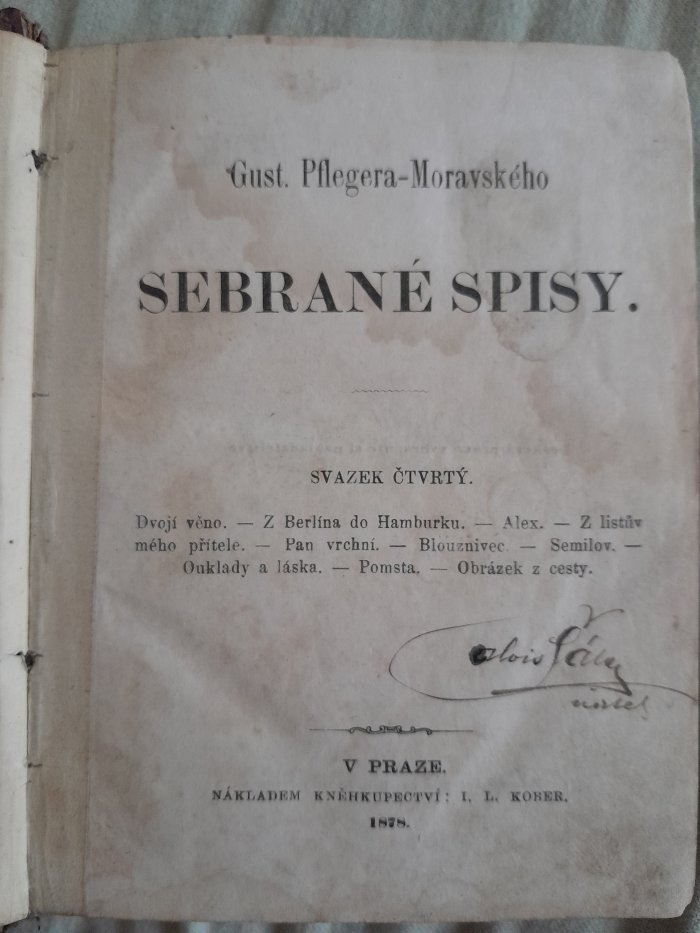 Gust. Pflegera-Moravského
SEBRANÉ SPISY.
SVAZEK ČTVRTÝ.
Dvojí věno. — Z Berlína do Hamburku. — Alex. — Z listův
mého přítele. — Pan vrchní. — Blouznivec. — Semilov. —
Ouklady a láska. — Pomsta. — Obrázek z cesty.
Alois
V PRAZE.
NÁKLADEM KNĚHKUPECTVÍ: I. L. KOBER.
1878.